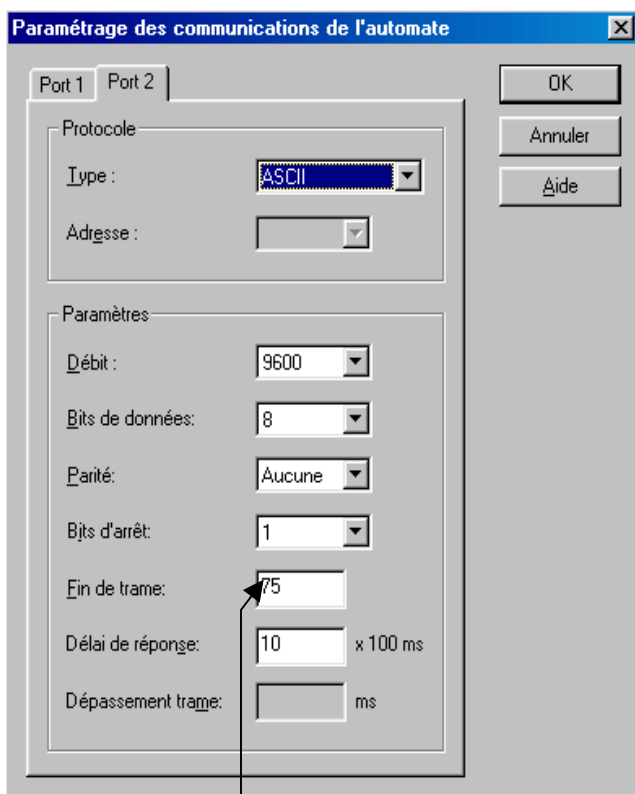 Paramétrage des communications de l'automate
Port 1 Port 2
OK
Annuler
Aide
Protocole
Type : ASCII
Adresse :
Paramètres
Débit : 9600
Bits de données: 8
Parité: Aucune
Bits d'arrêt: 1
Fin de trame: 75
Délai de réponse: 10 x 100 ms
Dépassement trame: ms